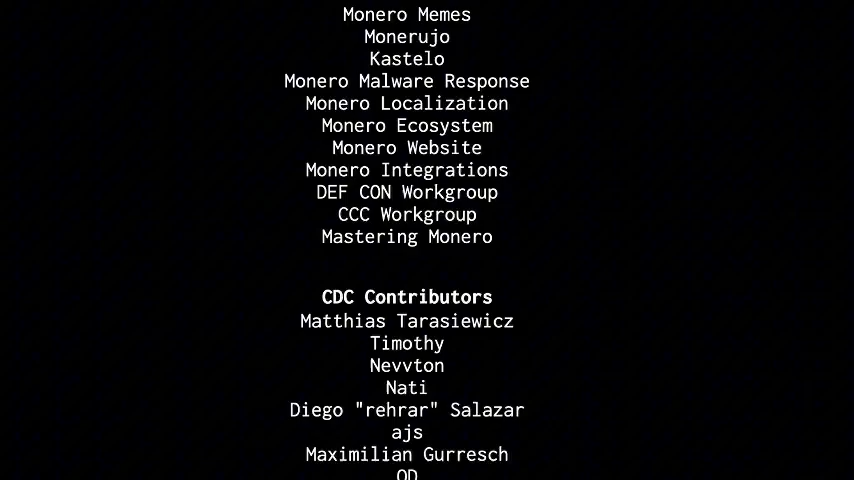 Monero Memes
Monerujo
Kastelo
Monero Malware Response
Monero Localization
Monero Ecosystem
Monero Website
Monero Integrations
DEF CON Workgroup
CCC Workgroup
Mastering Monero
CDC Contributors
Matthias Tarasiewicz
Timothy
Nevvton
Nati
Diego "rehrar" Salazar
ajs
Maximilian Gurresch